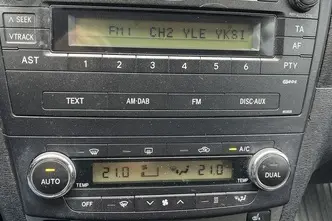 ∧ SEEK
FM1 CH2 YLE YKSI
TA
∨ TRACK
AF
AST
1 2 3 4 5 6
PTY
TEXT AM·DAB FM DISC·AUX
AUTO
A/C
DUAL
21.0 21.0
TEMP TEMP
OFF